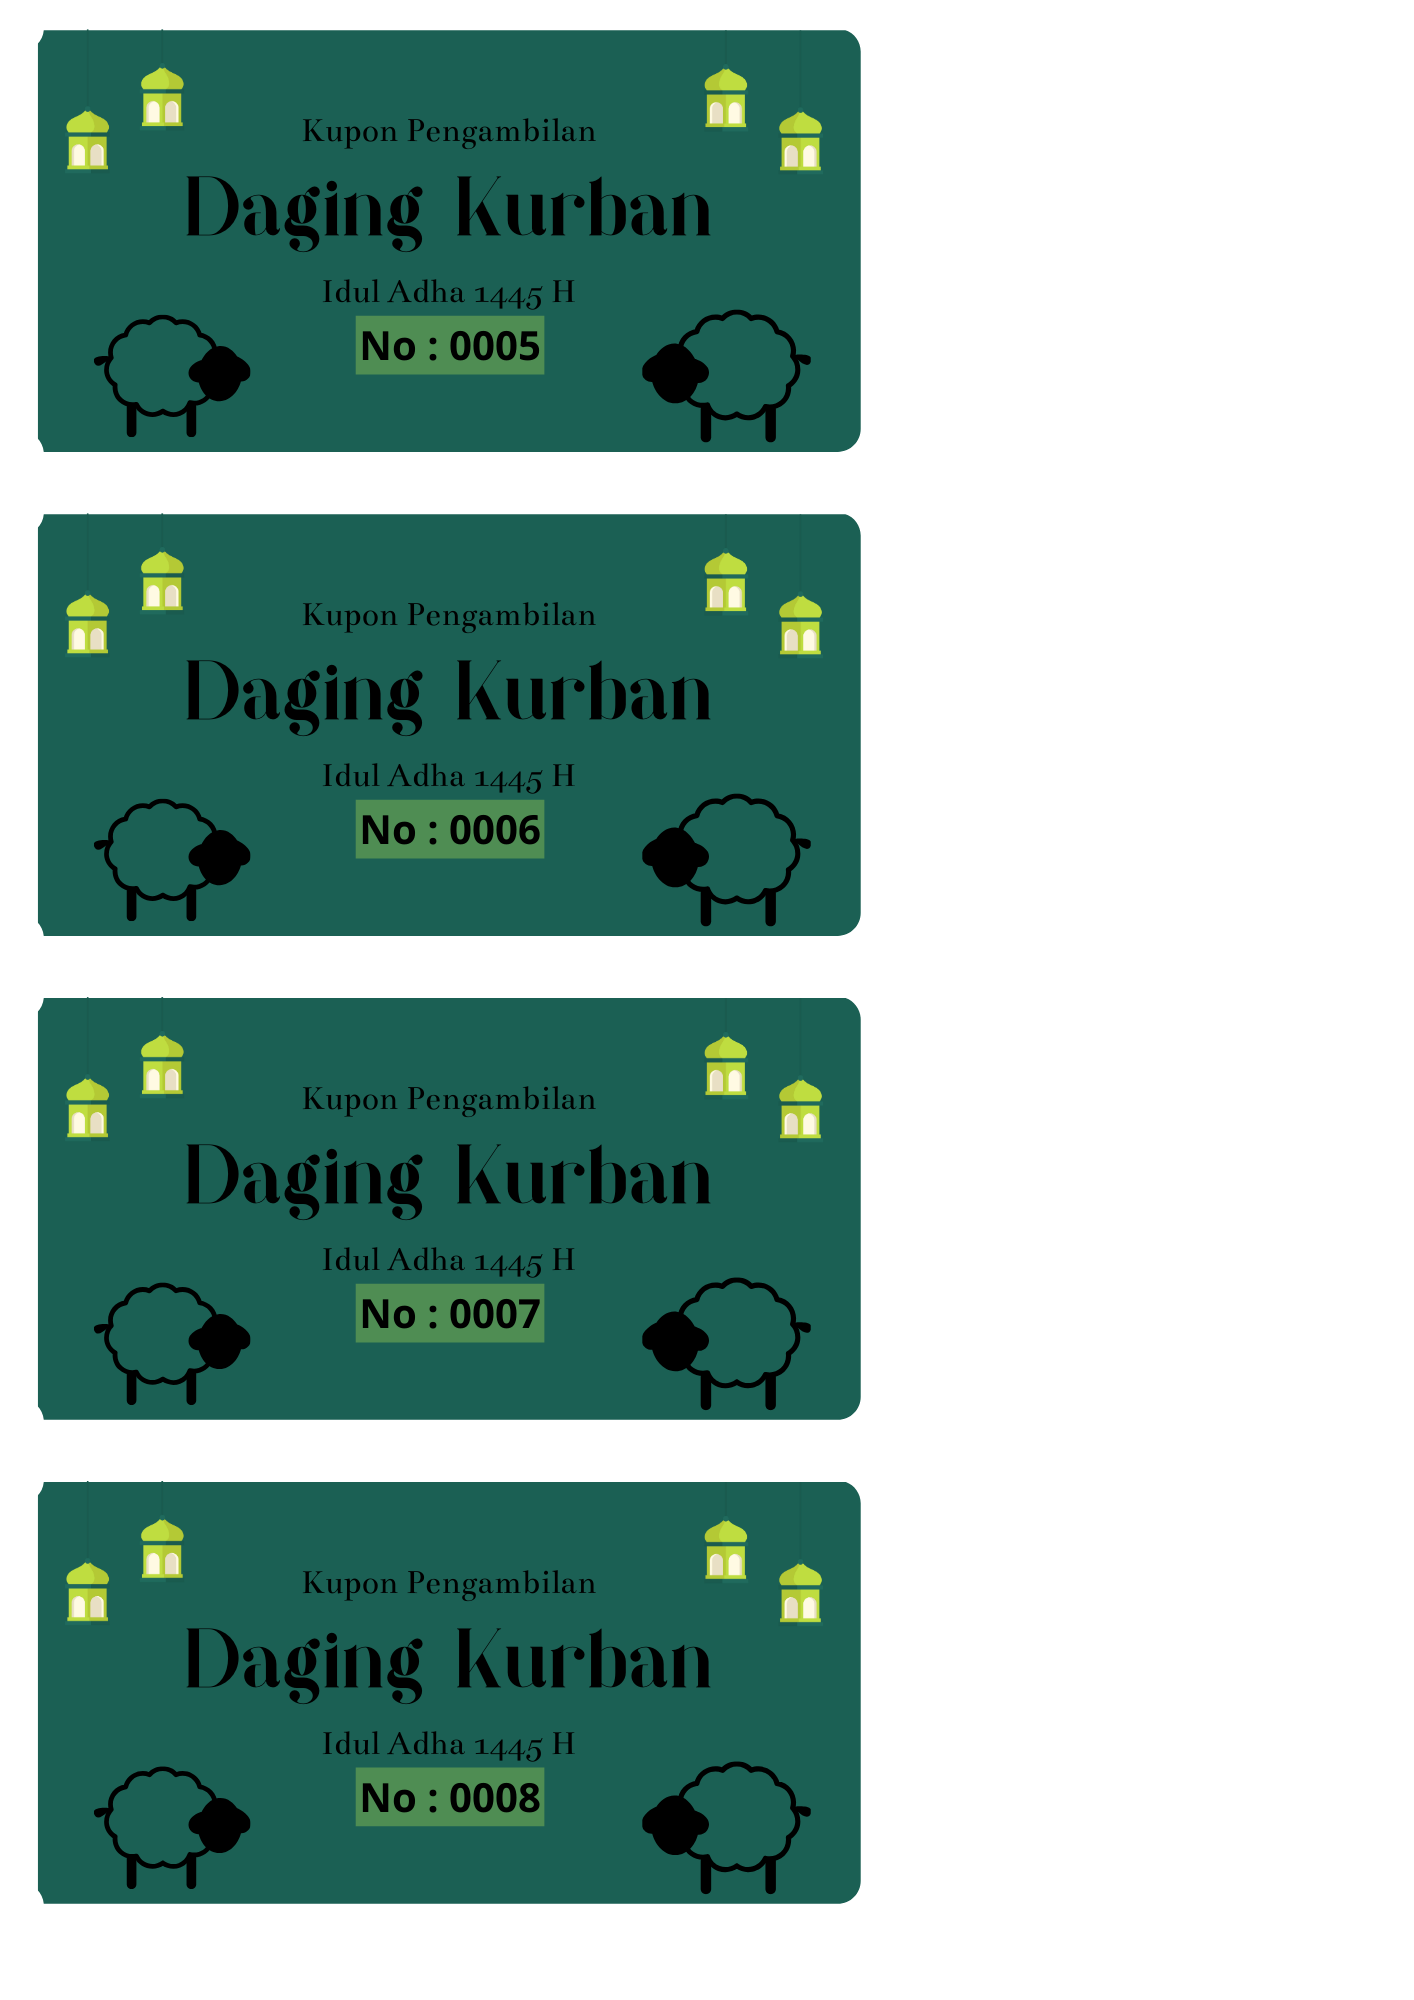 Kupon Pengambilan
Daging Kurban
Idul Adha 1445 H
No : 0005
Kupon Pengambilan
Daging Kurban
Idul Adha 1445 H
No : 0006
Kupon Pengambilan
Daging Kurban
Idul Adha 1445 H
No : 0007
Kupon Pengambilan
Daging Kurban
Idul Adha 1445 H
No : 0008